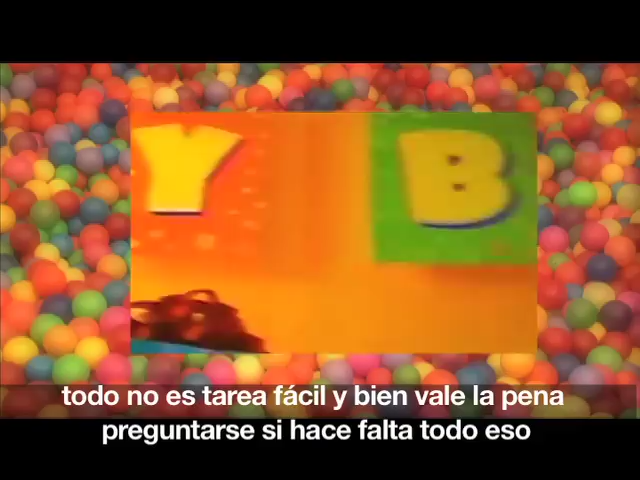 Y B
todo no es tarea fácil y bien vale la pena
preguntarse si hace falta todo eso